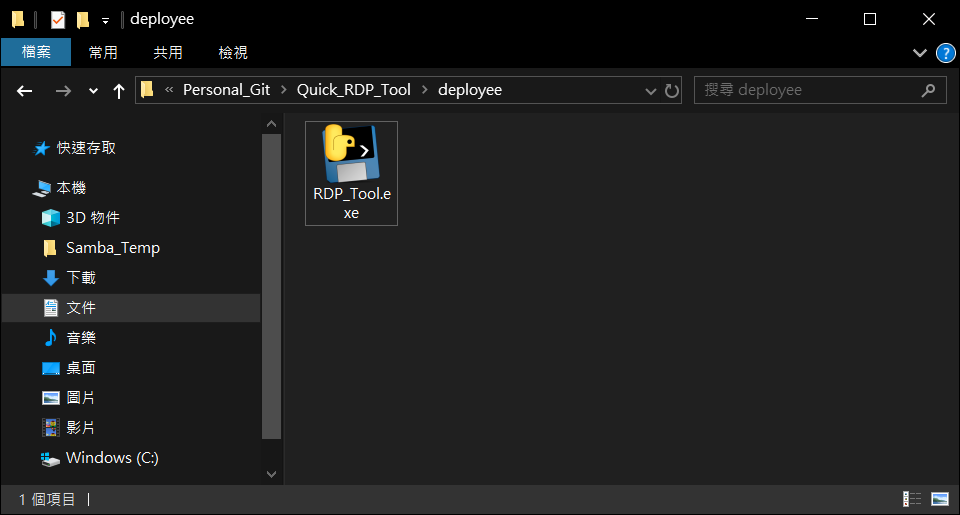 deployee
檔案 常用 共用 檢視
?
« Personal_Git > Quick_RDP_Tool > deployee
搜尋 deployee
快速存取
本機
3D 物件
Samba_Temp
下載
文件
音樂
桌面
圖片
影片
Windows (C:)
RDP_Tool.e
xe
1 個項目